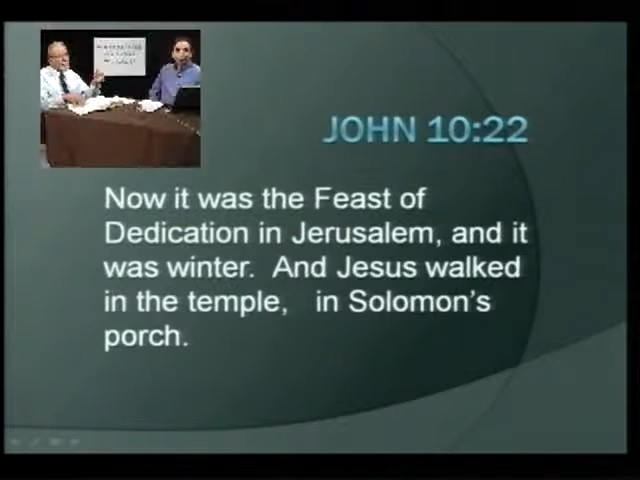 JOHN 10:22
Now it was the Feast of
Dedication in Jerusalem, and it
was winter.  And Jesus walked
in the temple,   in Solomon's
porch.